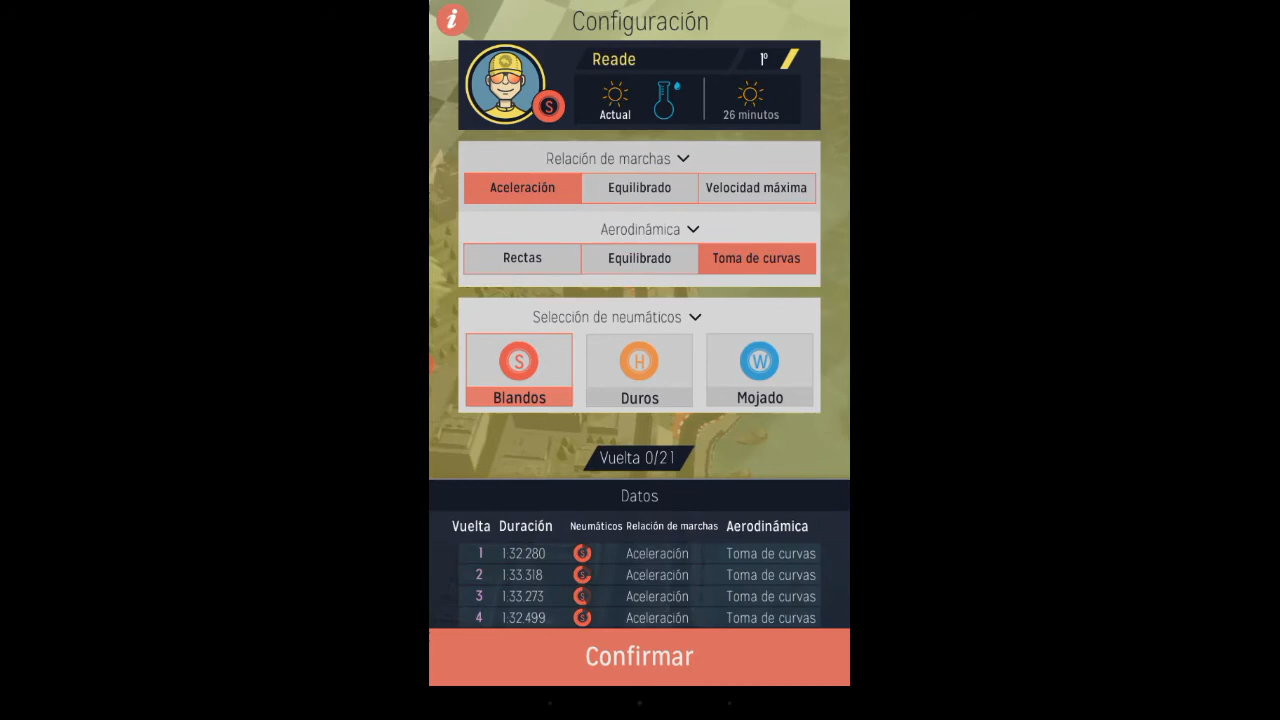 i
Configuración
Reade 1º
S
Actual 26 minutos
Relación de marchas
Aceleración Equilibrado Velocidad máxima
Aerodinámica
Rectas Equilibrado Toma de curvas
Selección de neumáticos
S H W
Blandos Duros Mojado
Vuelta 0/21
Datos
Vuelta Duración Neumáticos Relación de marchas Aerodinámica
1 1:32.280 S Aceleración Toma de curvas
2 1:33.318 S Aceleración Toma de curvas
3 1:33.273 S Aceleración Toma de curvas
4 1:32.499 S Aceleración Toma de curvas
Confirmar